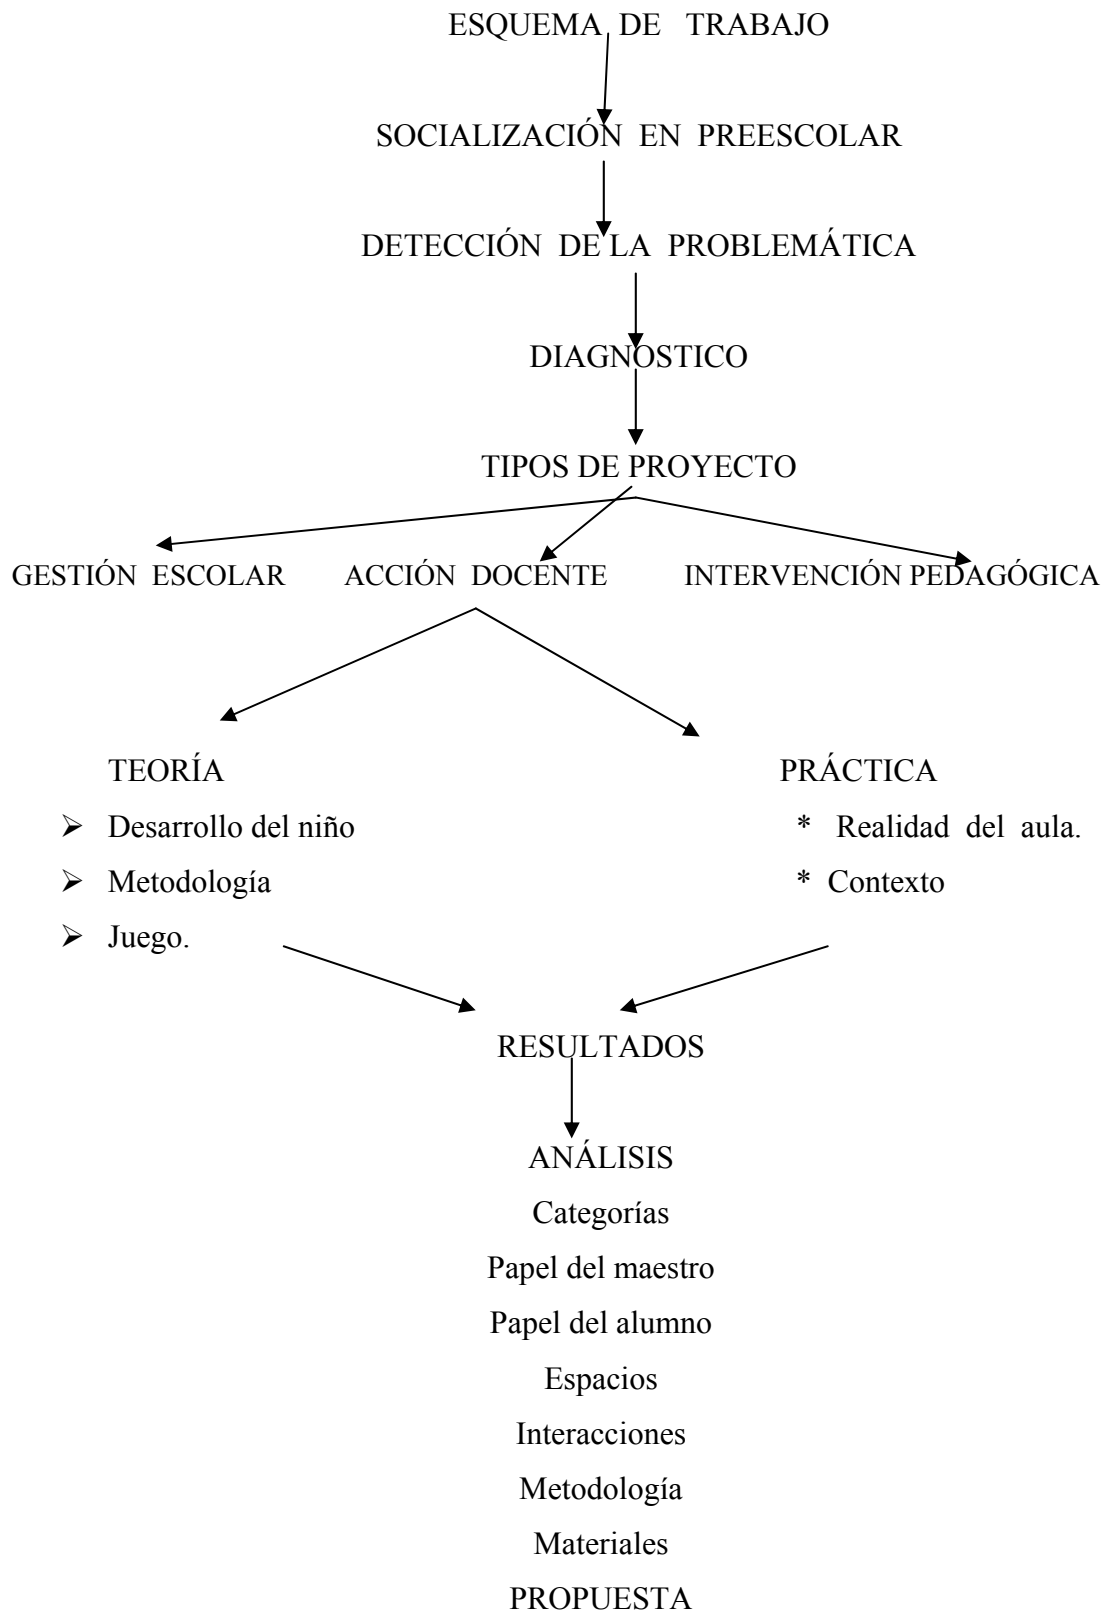 ESQUEMA DE TRABAJO
SOCIALIZACIÓN EN PREESCOLAR
DETECCIÓN DE LA PROBLEMÁTICA
DIAGNOSTICO
TIPOS DE PROYECTO
GESTIÓN ESCOLAR ACCIÓN DOCENTE INTERVENCIÓN PEDAGÓGICA
TEORÍA PRÁCTICA
➢ Desarrollo del niño * Realidad del aula.
➢ Metodología * Contexto
➢ Juego.
RESULTADOS
ANÁLISIS
Categorías
Papel del maestro
Papel del alumno
Espacios
Interacciones
Metodología
Materiales
PROPUESTA